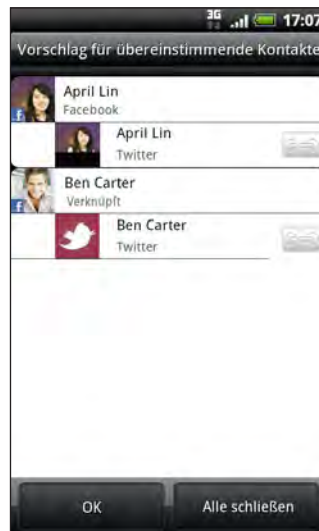 3G 17:07
Vorschlag für übereinstimmende Kontakte
April Lin
Facebook
April Lin
Twitter
Ben Carter
Verknüpft
Ben Carter
Twitter
OK Alle schließen